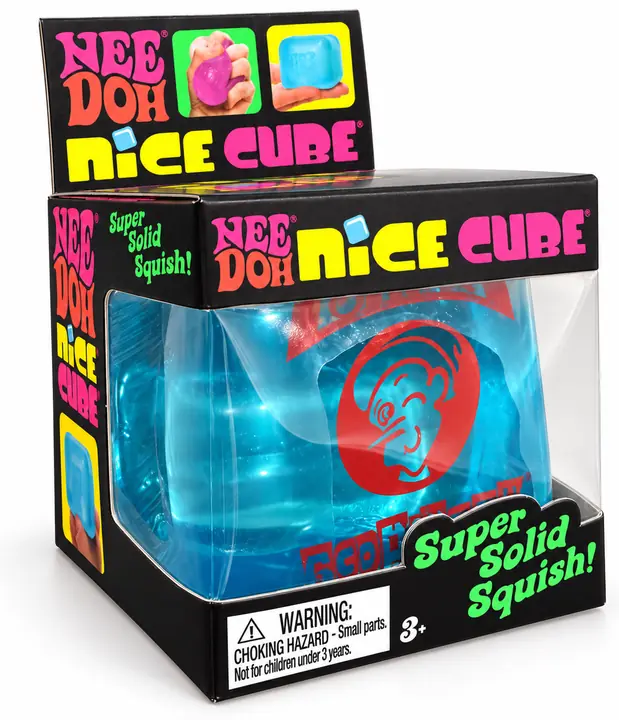 NEE®
DOH
NICE CUBE®
Super
Solid
Squish!
NEE
DOH
NICE
CUBE®
NEE®
DOH
NICE CUBE®
Super
Solid
Squish!
WARNING:
CHOKING HAZARD - Small parts.
Not for children under 3 years.
3+